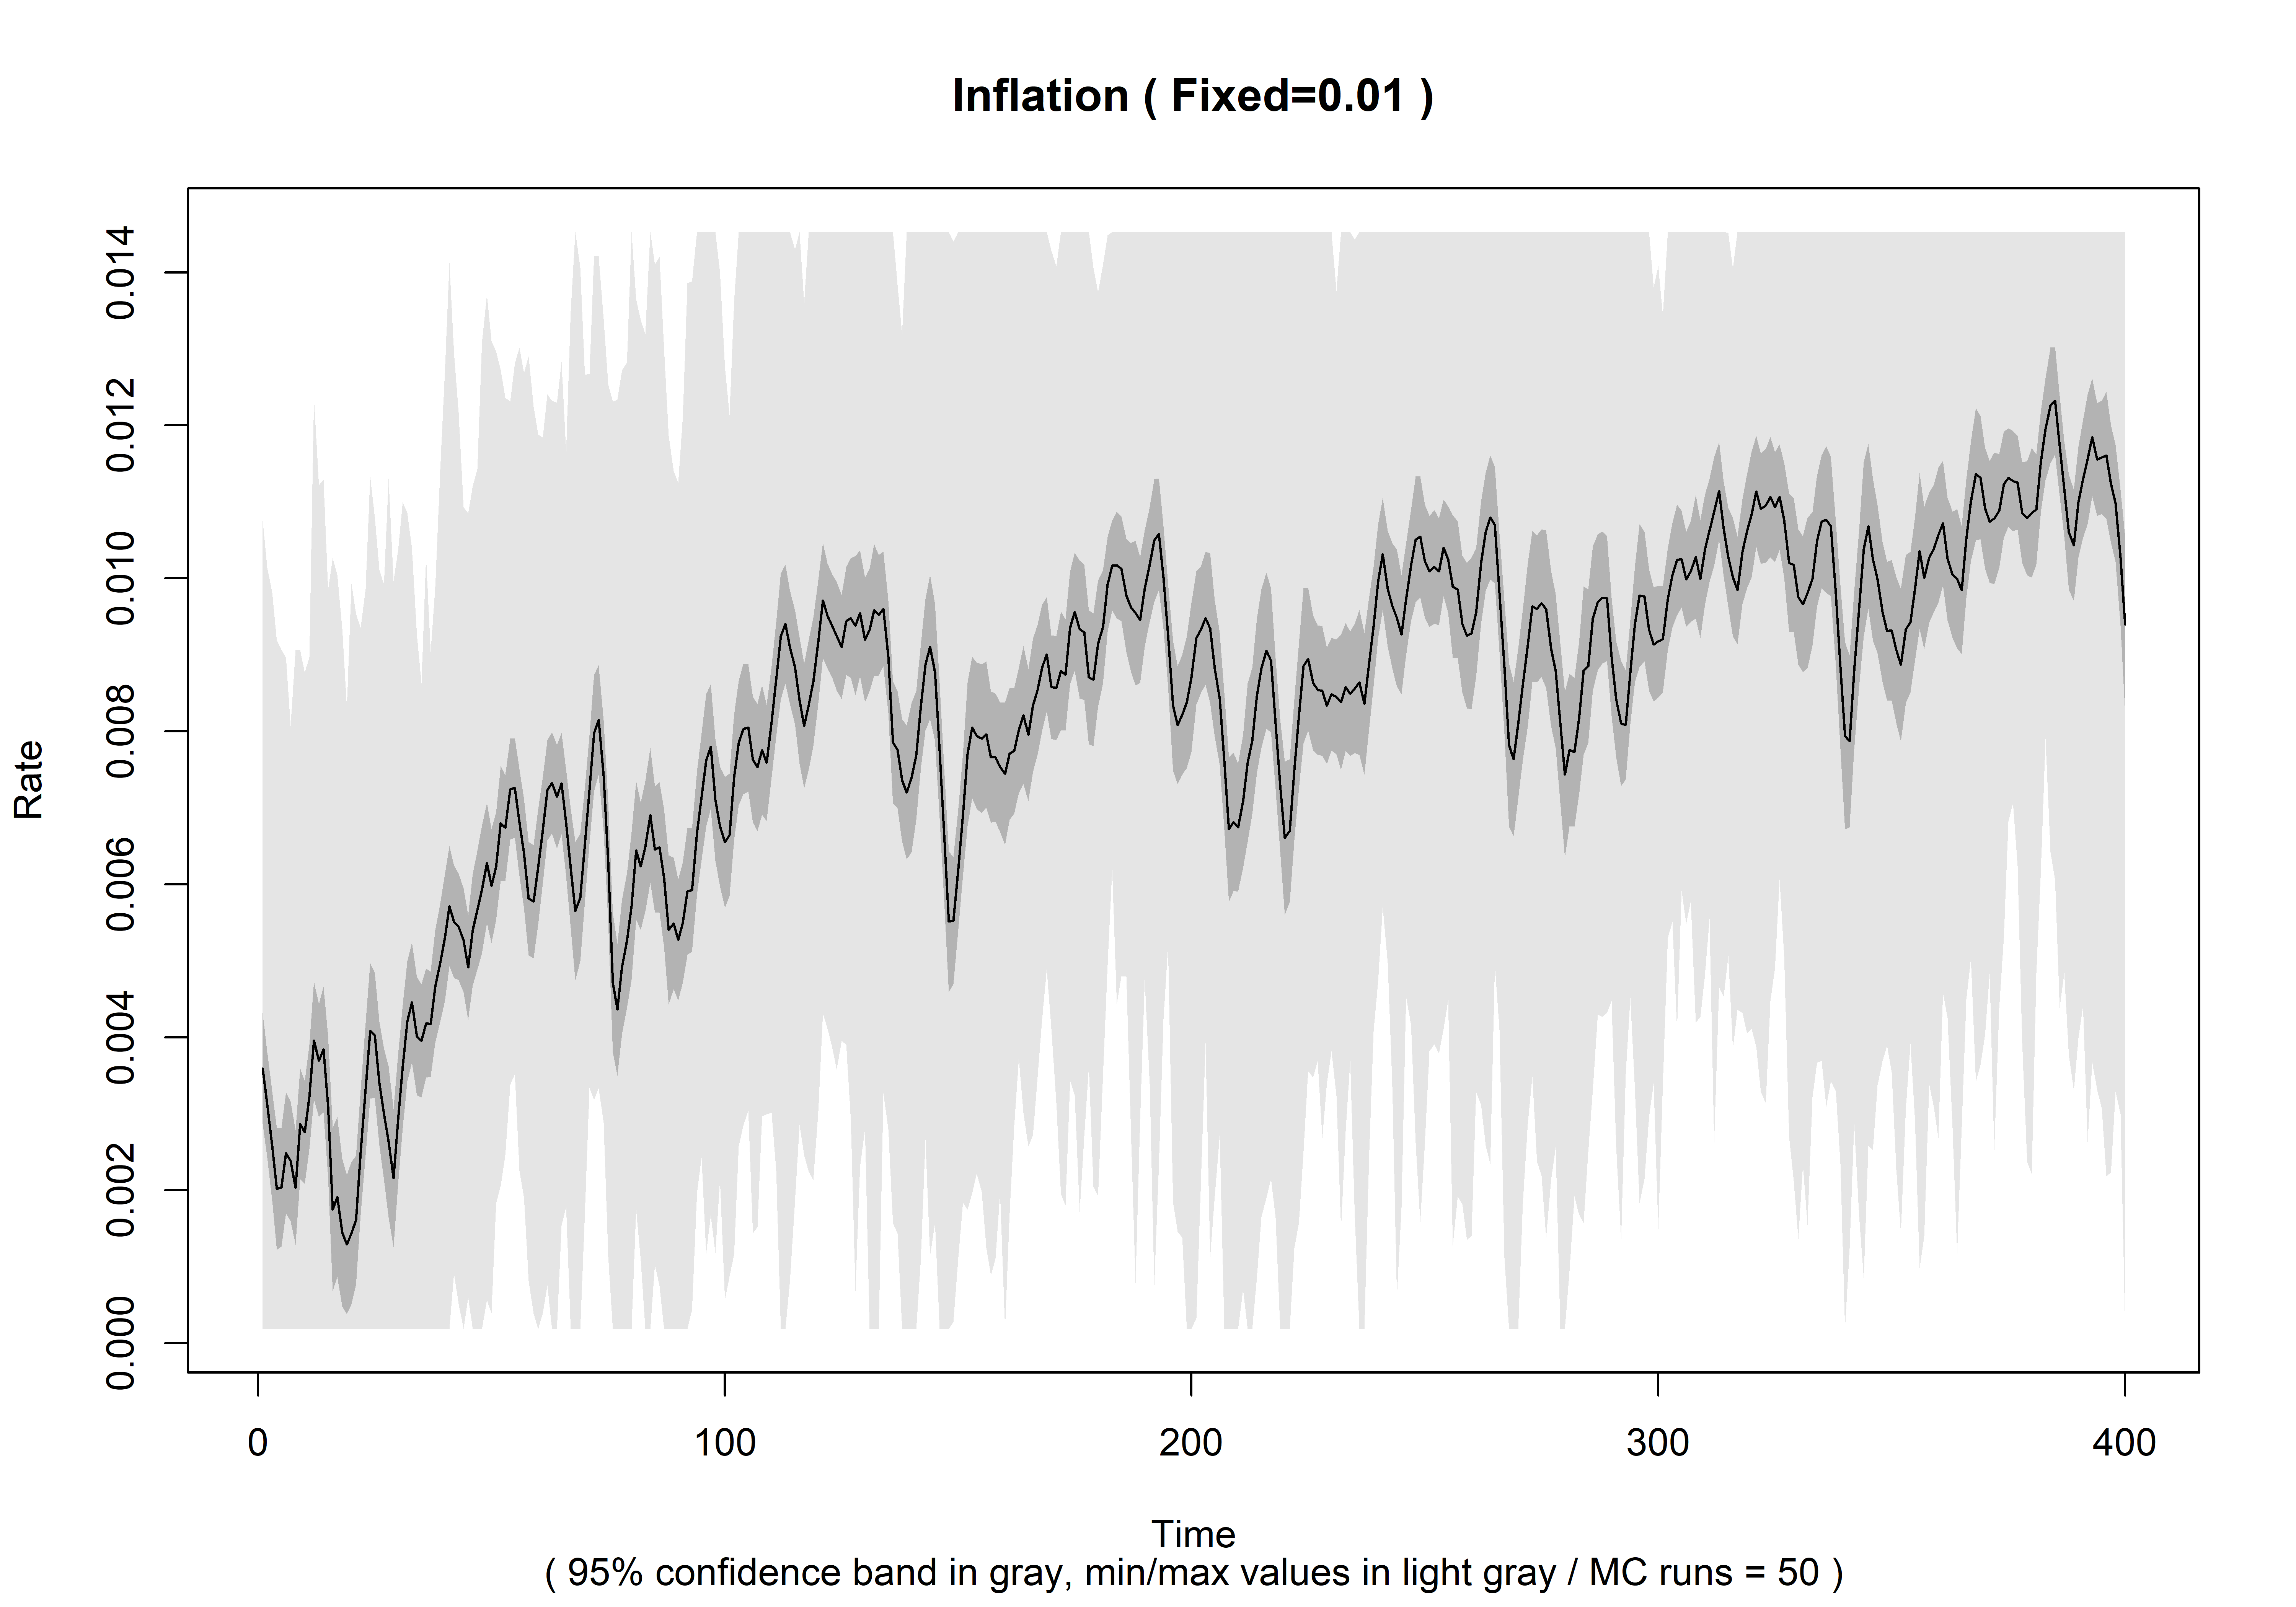 Inflation ( Fixed=0.01 )
Rate
0.014
0.012
0.010
0.008
0.006
0.004
0.002
0.000
0 100 200 300 400
Time
( 95% confidence band in gray, min/max values in light gray / MC runs = 50 )